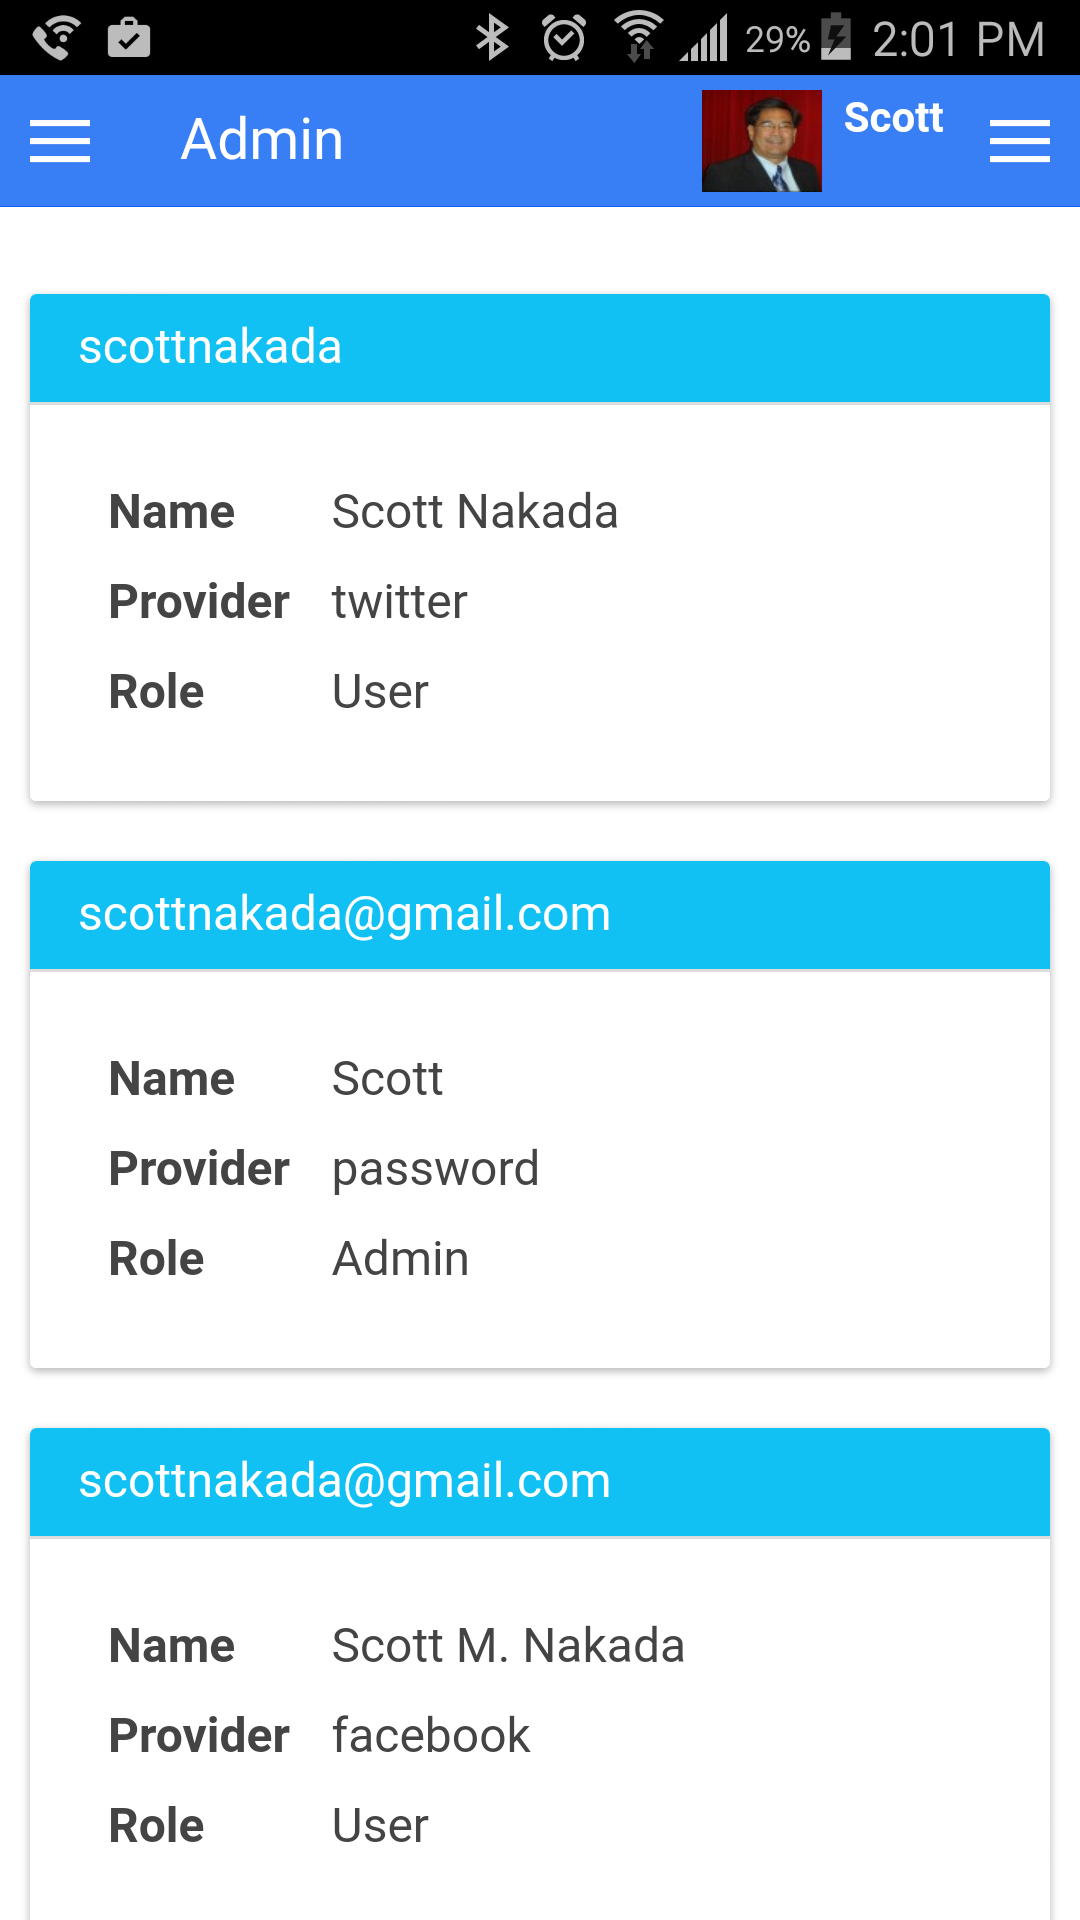 29% 2:01 PM
Admin Scott
scottnakada
Name Scott Nakada
Provider twitter
Role User
scottnakada@gmail.com
Name Scott
Provider password
Role Admin
scottnakada@gmail.com
Name Scott M. Nakada
Provider facebook
Role User